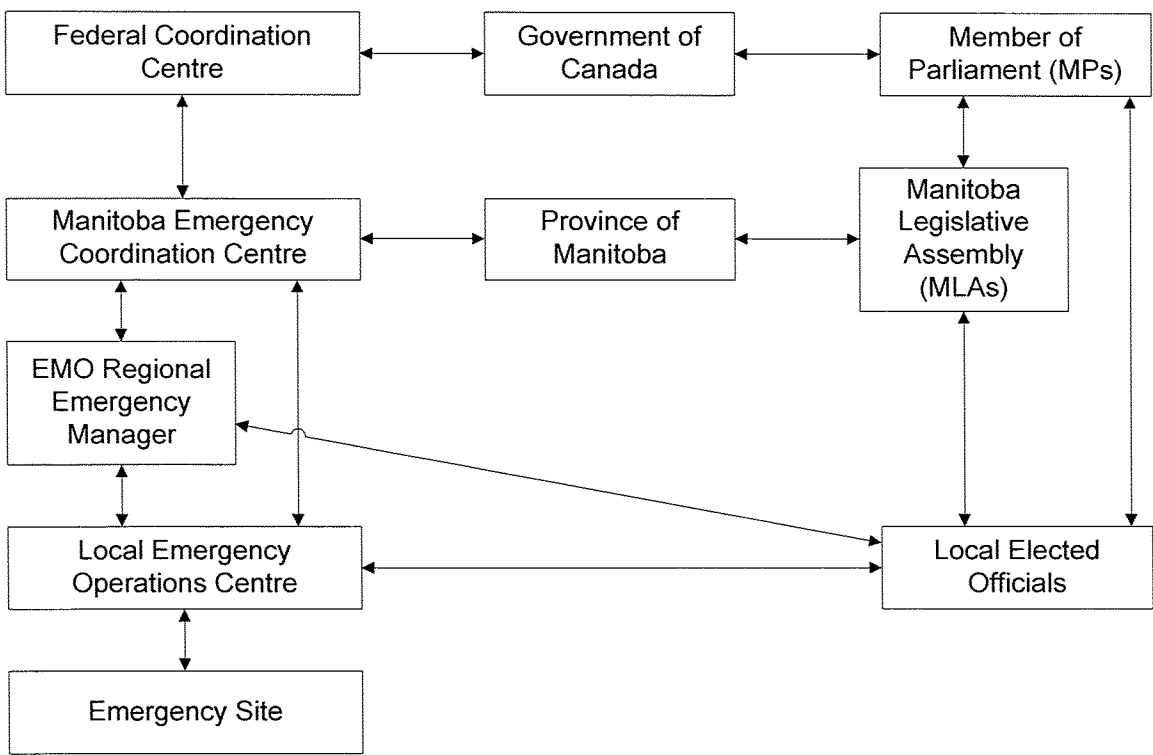 Federal Coordination
Centre
Government of
Canada
Member of
Parliament (MPs)
Manitoba Emergency
Coordination Centre
Province of
Manitoba
Manitoba
Legislative
Assembly
(MLAs)
EMO Regional
Emergency
Manager
Local Emergency
Operations Centre
Local Elected
Officials
Emergency Site